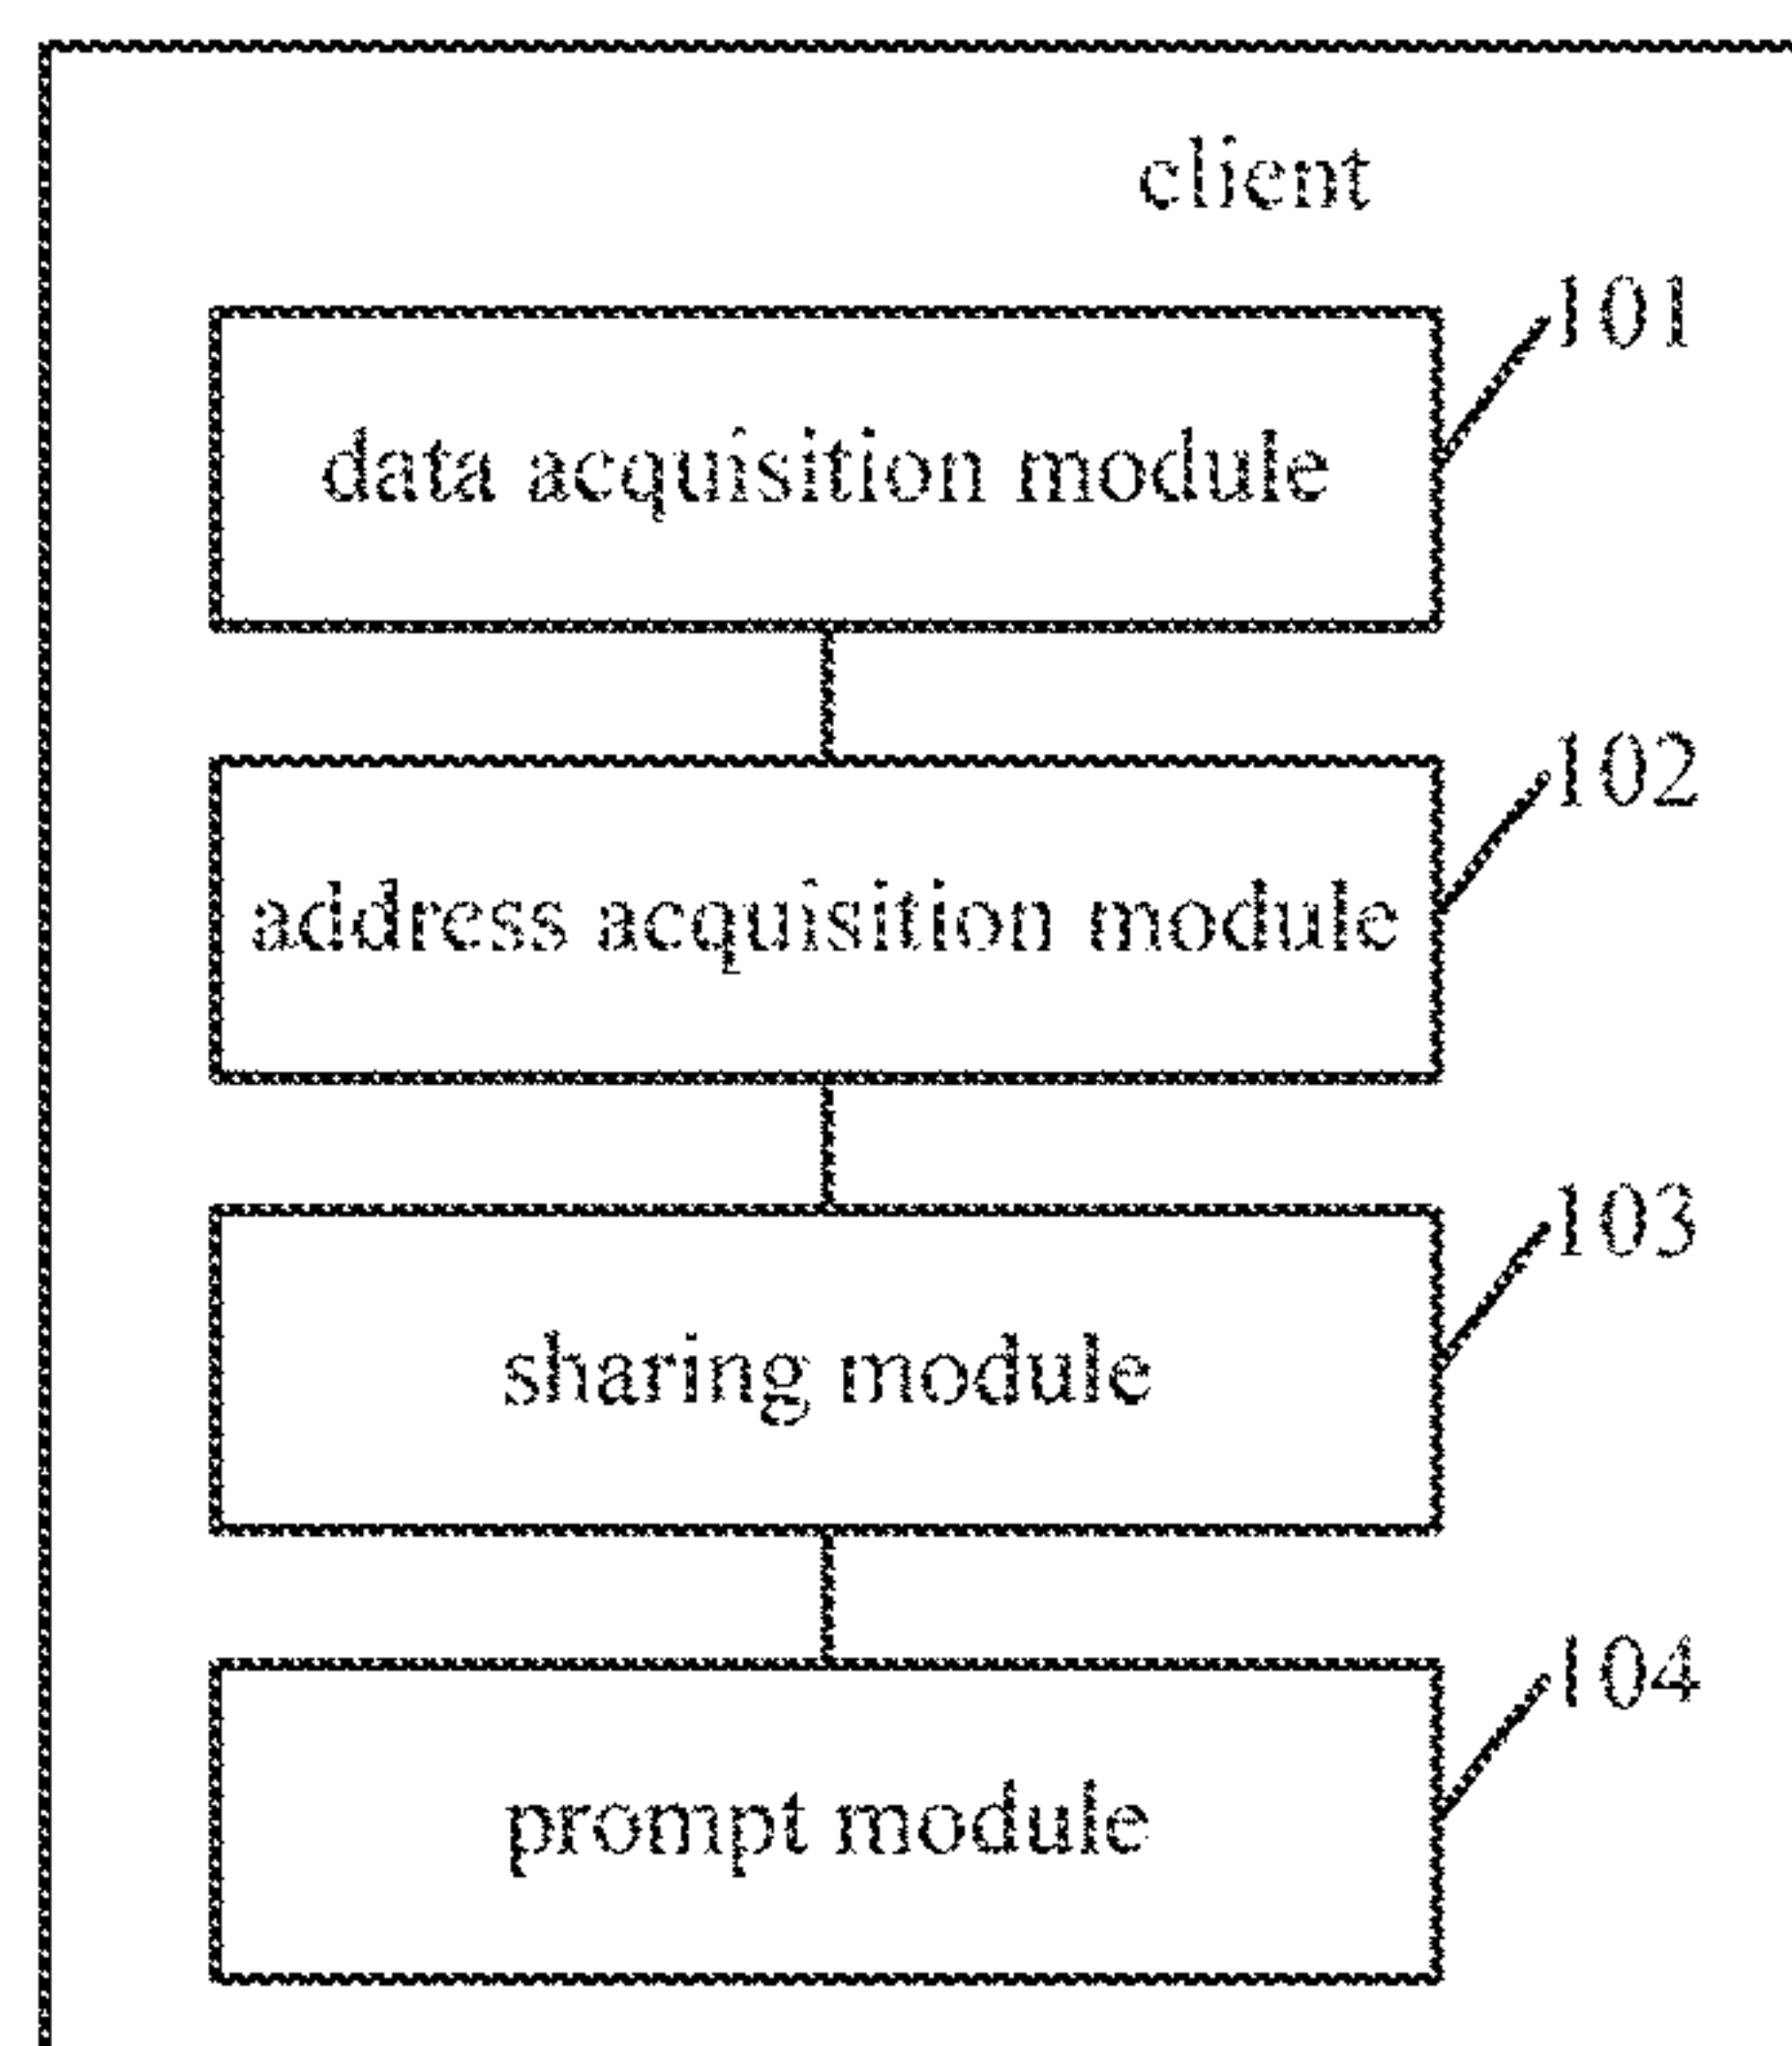 client
101
data acquisition module
102
address acquisition module
103
sharing module
104
prompt module